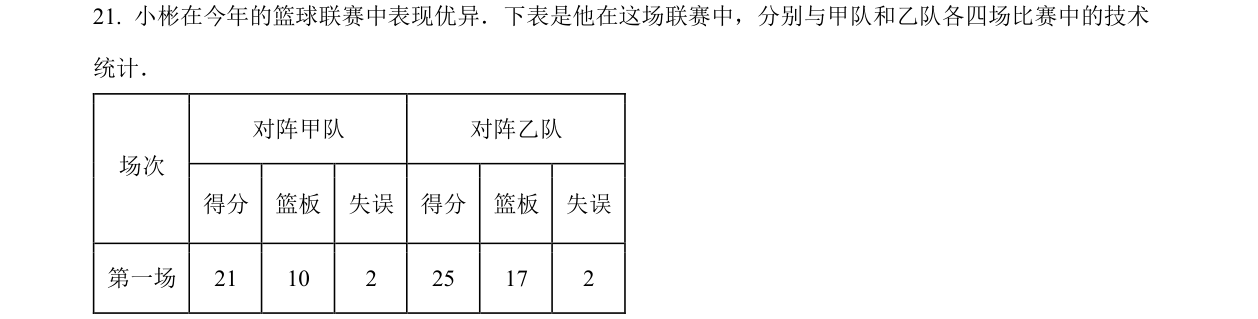 21. 小彬在今年的篮球联赛中表现优异．下表是他在这场联赛中，分别与甲队和乙队各四场比赛中的技术
统计．
场次 对阵甲队 对阵乙队
得分 篮板 失误 得分 篮板 失误
第一场 21 10 2 25 17 2